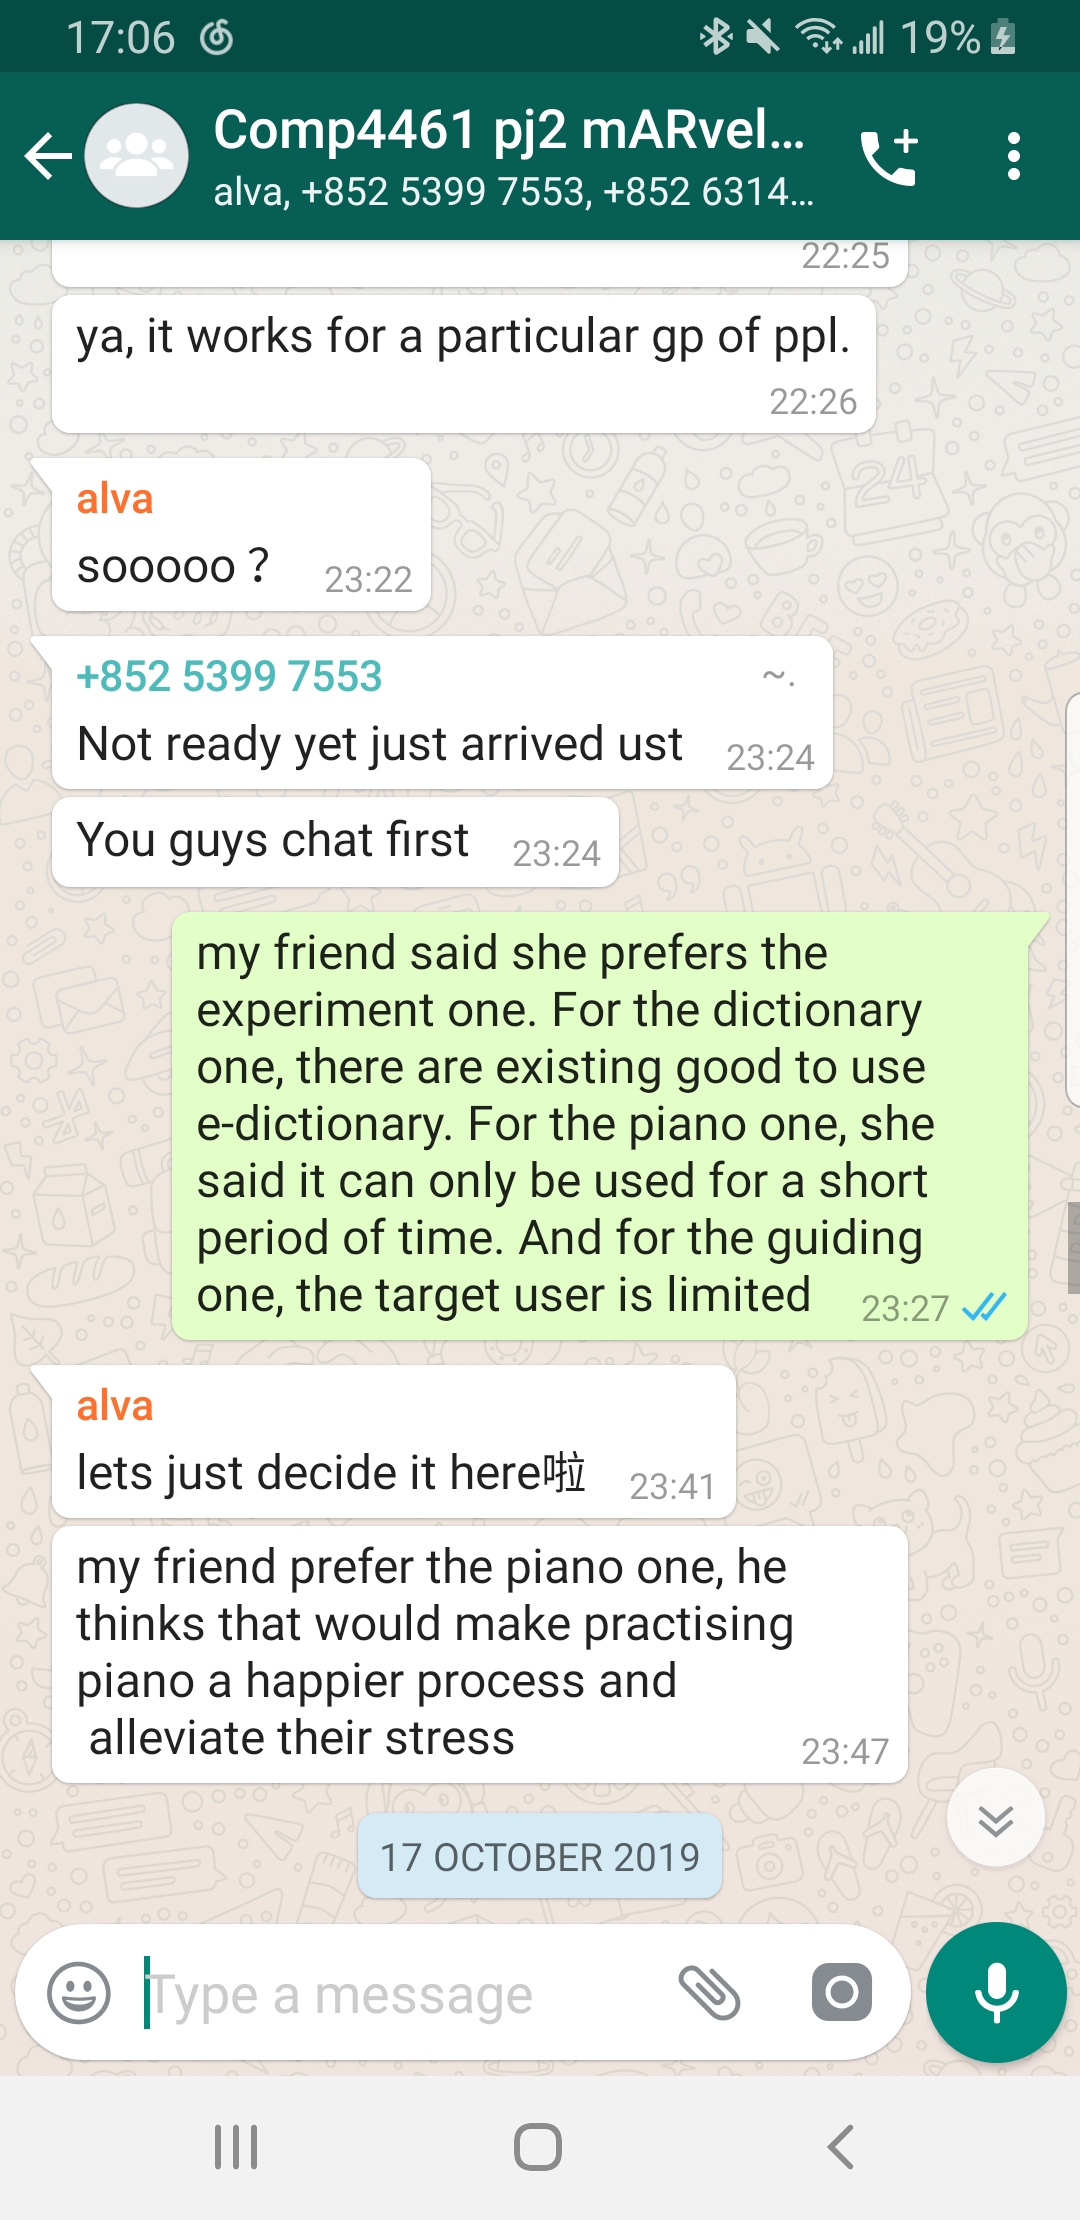 17:06 19%
Comp4461 pj2 mARvel...
alva, +852 5399 7553, +852 6314...
22:25
ya, it works for a particular gp of ppl.
22:26
alva
sooooo？ 23:22
+852 5399 7553 ~.
Not ready yet just arrived ust 23:24
You guys chat first 23:24
my friend said she prefers the
experiment one. For the dictionary
one, there are existing good to use
e-dictionary. For the piano one, she
said it can only be used for a short
period of time. And for the guiding
one, the target user is limited 23:27
alva
lets just decide it here啦 23:41
my friend prefer the piano one, he
thinks that would make practising
piano a happier process and
alleviate their stress 23:47
17 OCTOBER 2019
Type a message